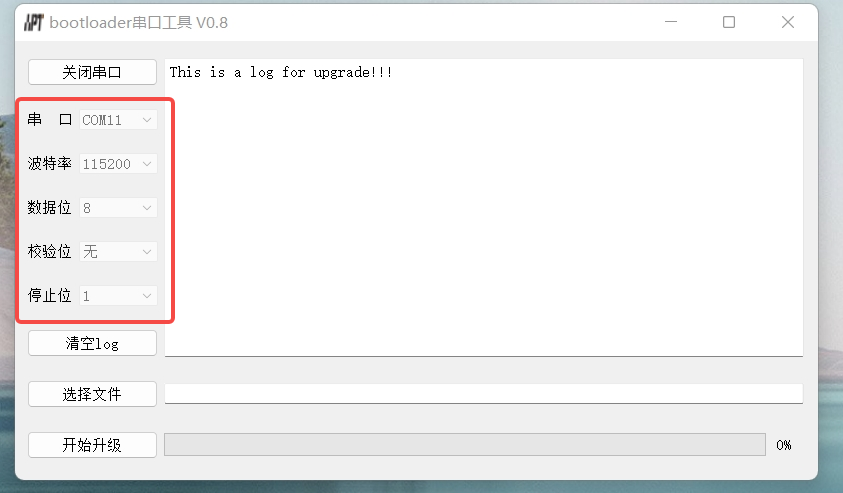 APT bootloader串口工具 V0.8
关闭串口
This is a log for upgrade!!!
串 口 COM11
波特率 115200
数据位 8
校验位 无
停止位 1
清空log
选择文件
开始升级 0%